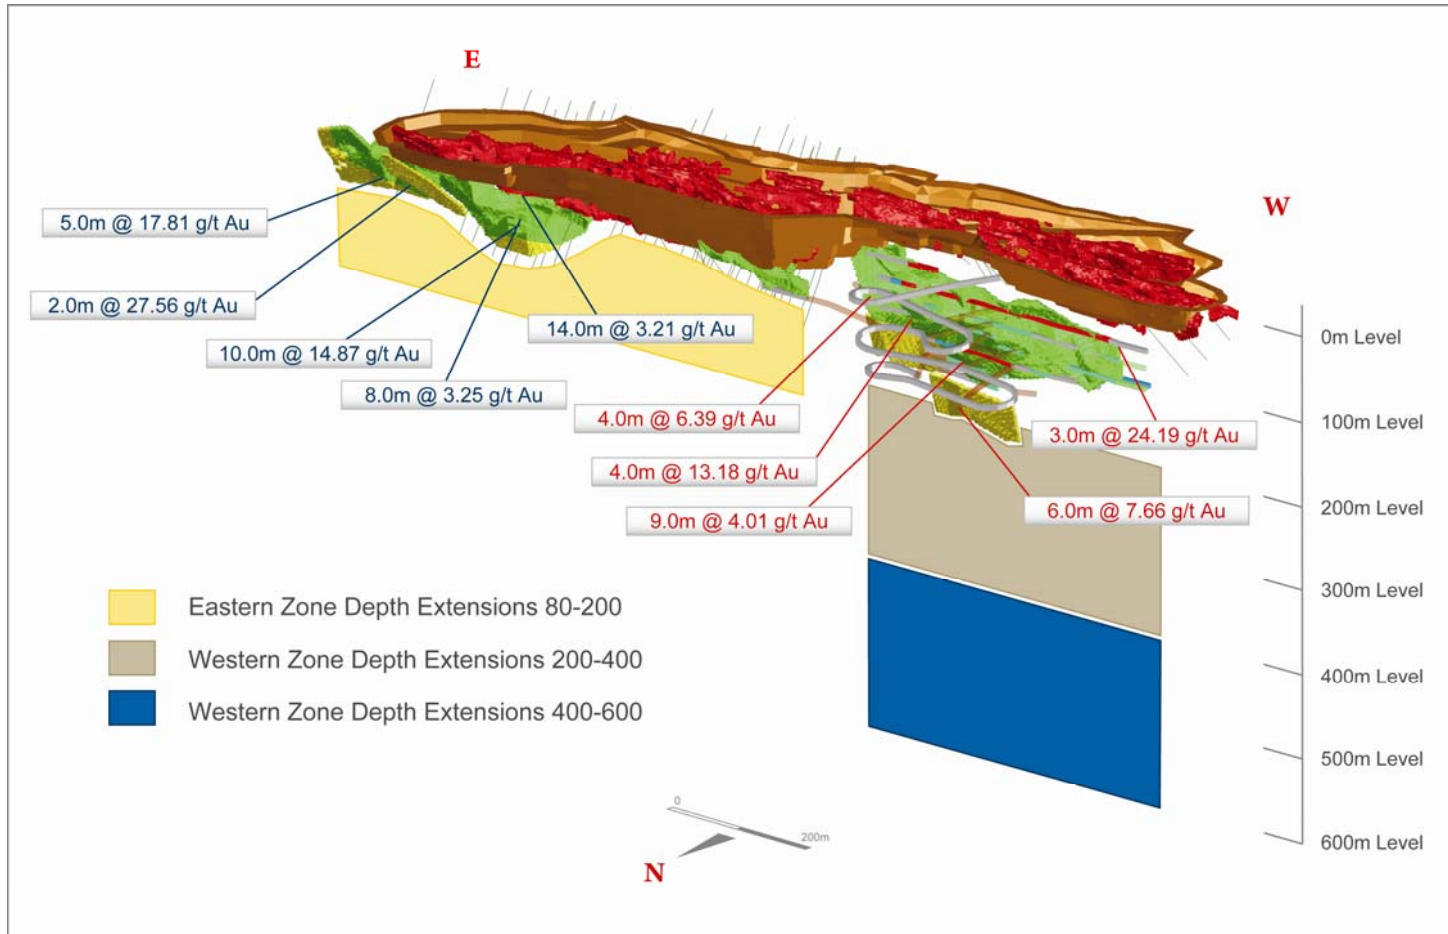 E
W
5.0m @ 17.81 g/t Au
2.0m @ 27.56 g/t Au
10.0m @ 14.87 g/t Au
14.0m @ 3.21 g/t Au
8.0m @ 3.25 g/t Au
4.0m @ 6.39 g/t Au
3.0m @ 24.19 g/t Au
4.0m @ 13.18 g/t Au
9.0m @ 4.01 g/t Au
6.0m @ 7.66 g/t Au
0m Level
100m Level
200m Level
300m Level
400m Level
500m Level
600m Level
Eastern Zone Depth Extensions 80-200
Western Zone Depth Extensions 200-400
Western Zone Depth Extensions 400-600
0
200m
N